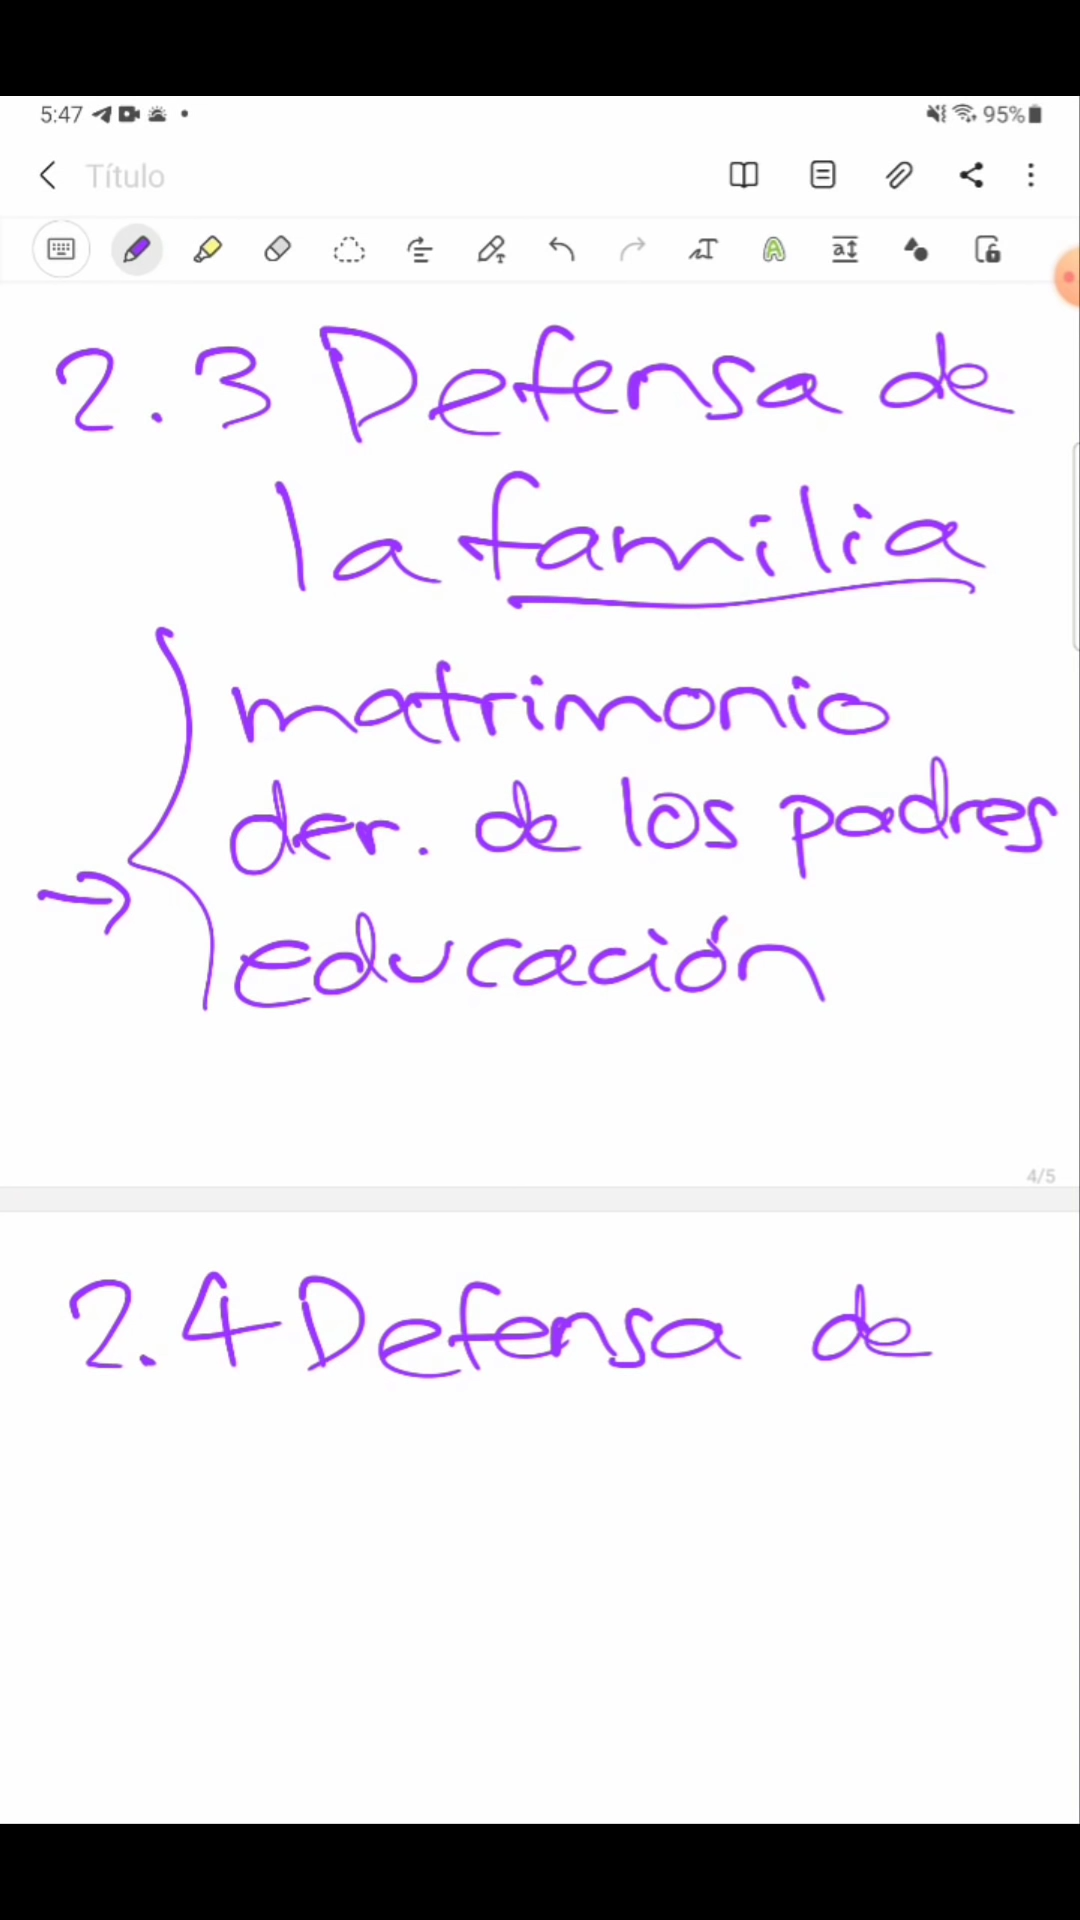 5:47
95%
Título
2.3 Defensa de
la familia
matrimonio
der. de los padres
educación
4/5
2.4 Defensa de